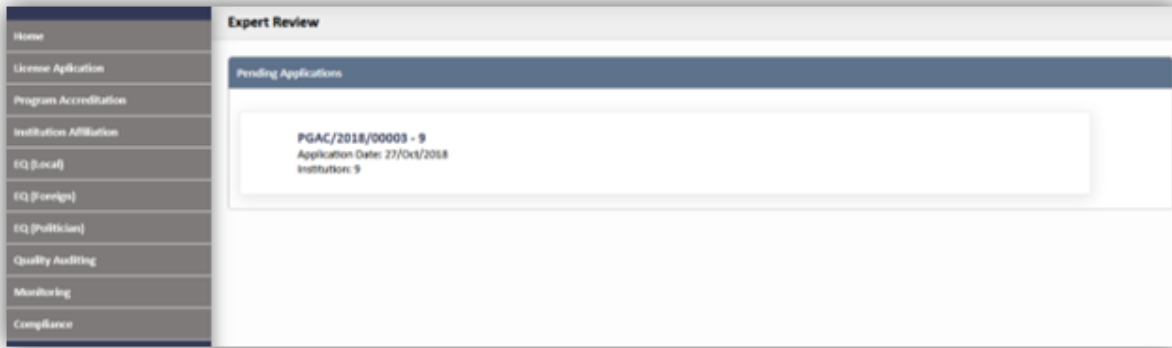 Home
License Aplication
Program Accreditation
Institution Affiliation
EQ (Local)
EQ (Foreign)
EQ (Politician)
Quality Auditing
Monitoring
Compliance
Expert Review
Pending Applications
PGAC/2018/00003 - 9
Application Date: 27/Oct/2018
Institution: 9